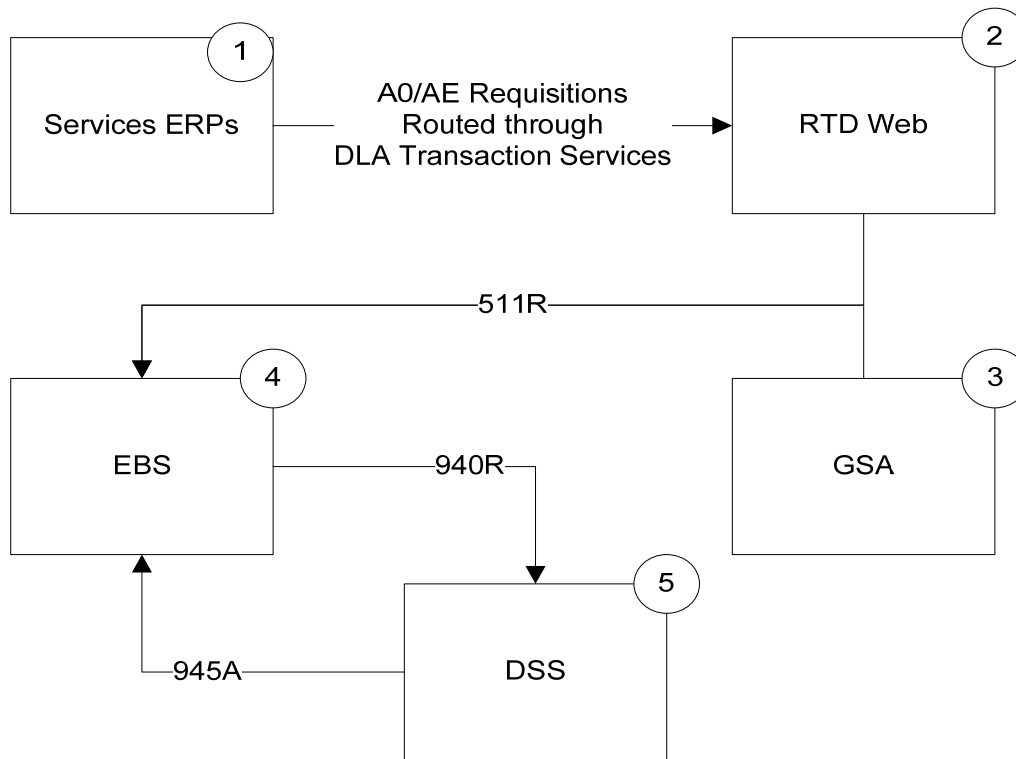 1
Services ERPs
A0/AE Requisitions
Routed through
DLA Transaction Services
2
RTD Web
511R
4
EBS
3
GSA
940R
5
DSS
945A